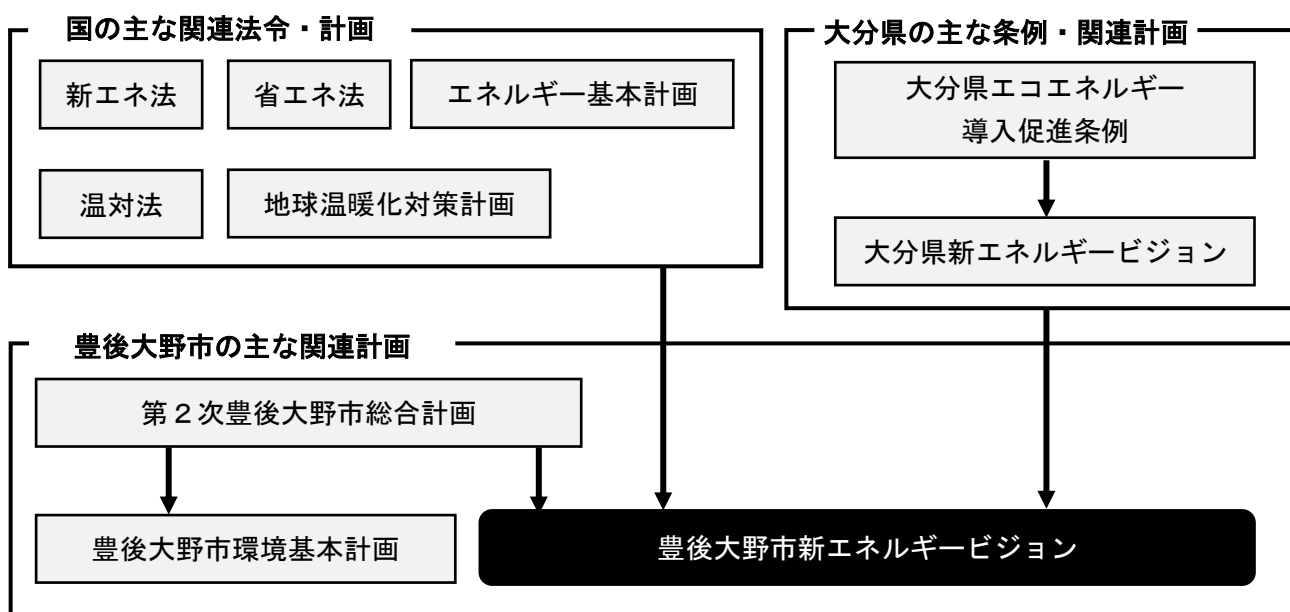 国の主な関連法令・計画
新エネ法
省エネ法
エネルギー基本計画
温対法
地球温暖化対策計画
大分県の主な条例・関連計画
大分県エコエネルギー
導入促進条例
大分県新エネルギービジョン
豊後大野市の主な関連計画
第２次豊後大野市総合計画
豊後大野市環境基本計画
豊後大野市新エネルギービジョン